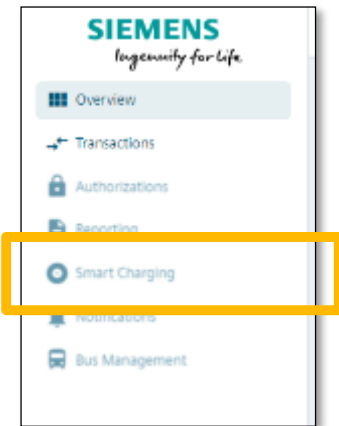 SIEMENS
Ingenuity for life
Overview
Transactions
Authorizations
Reporting
Smart Charging
Notifications
Bus Management